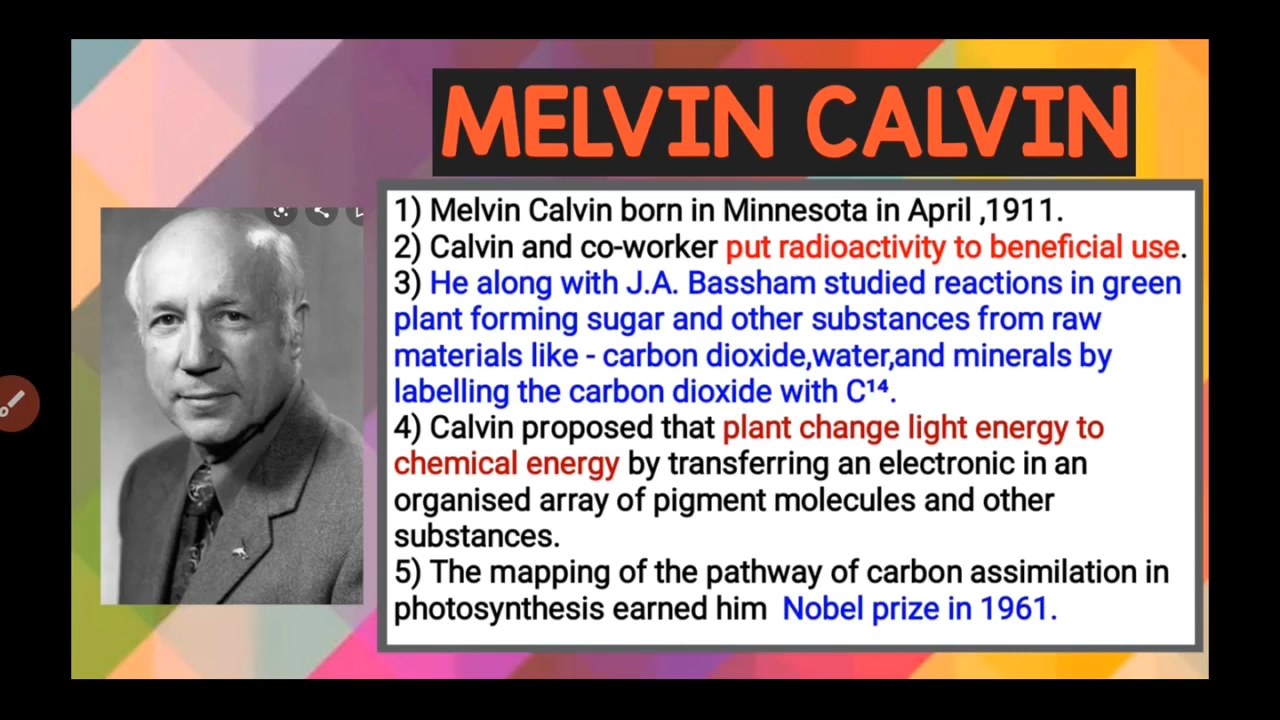 MELVIN CALVIN
1) Melvin Calvin born in Minnesota in April ,1911.
2) Calvin and co-worker put radioactivity to beneficial use.
3) He along with J.A. Bassham studied reactions in green
plant forming sugar and other substances from raw
materials like - carbon dioxide,water,and minerals by
labelling the carbon dioxide with C¹⁴.
4) Calvin proposed that plant change light energy to
chemical energy by transferring an electronic in an
organised array of pigment molecules and other
substances.
5) The mapping of the pathway of carbon assimilation in
photosynthesis earned him  Nobel prize in 1961.